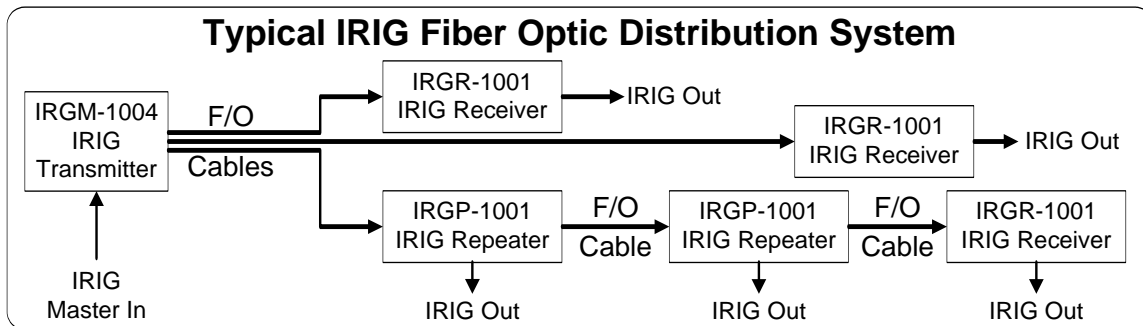 Typical IRIG Fiber Optic Distribution System
IRGM-1004
IRIG
Transmitter
F/O
Cables
IRGR-1001
IRIG Receiver
IRIG Out
IRGR-1001
IRIG Receiver
IRIG Out
IRGP-1001
IRIG Repeater
F/O
Cable
IRGP-1001
IRIG Repeater
F/O
Cable
IRGR-1001
IRIG Receiver
IRIG
Master In
IRIG Out
IRIG Out
IRIG Out